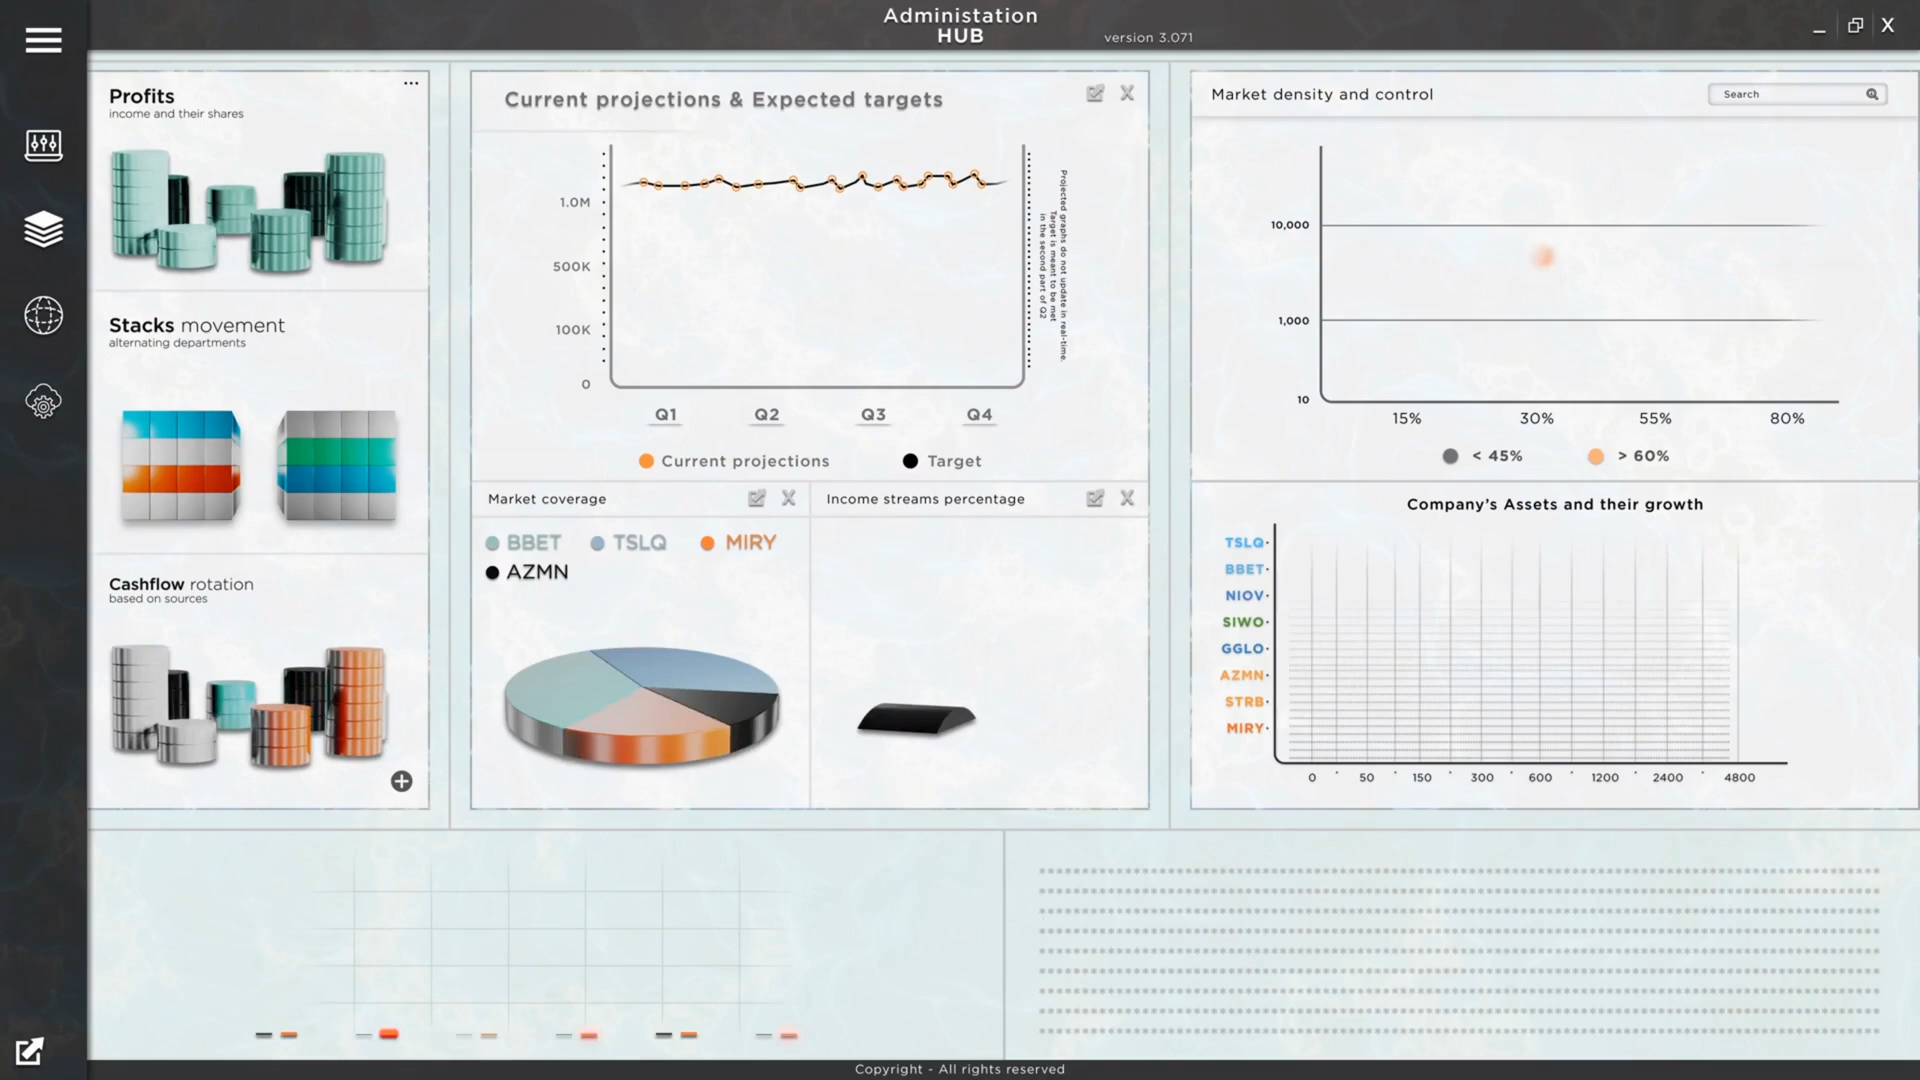 Administation
HUB
version 3.071
X
Profits
income and their shares
Stacks movement
alternating departments
Cashflow rotation
based on sources
Current projections & Expected targets
1.0M
500K
100K
0
Q1 Q2 Q3 Q4
Projected graphs do not update in real-time.
Target is meant to be met
in the second part of Q2
Current projections
Target
Market coverage
BBET TSLQ MIRY
AZMN
Income streams percentage
Market density and control
Search
10,000
1,000
10
15% 30% 55% 80%
< 45% > 60%
Company's Assets and their growth
TSLQ
BBET
NIOV
SIWO
GGLO
AZMN
STRB
MIRY
0 50 150 300 600 1200 2400 4800
Copyright - All rights reserved